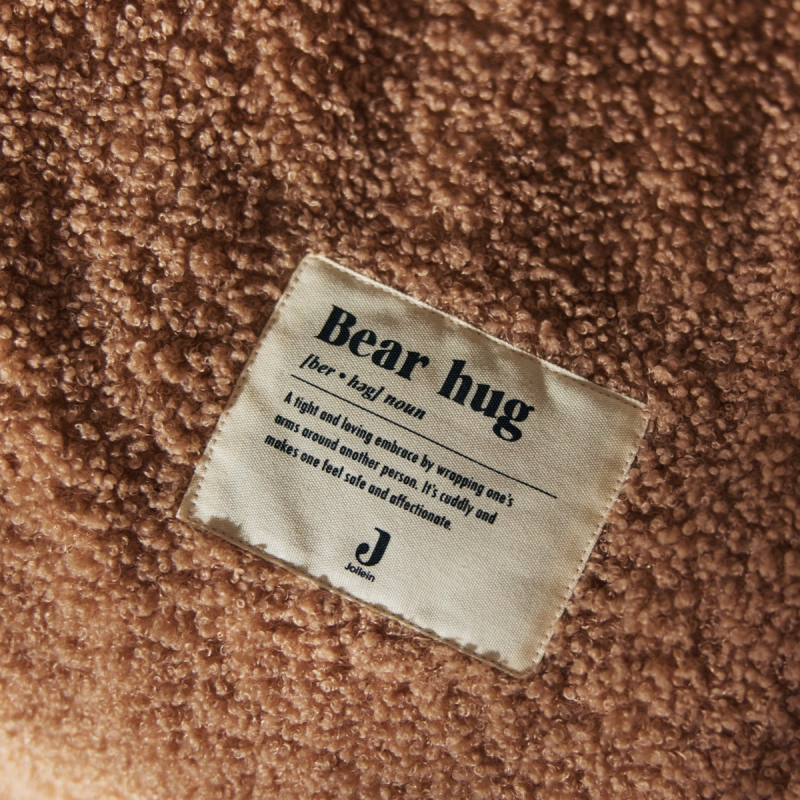 Bear hug
[ber • həg] noun
A tight and loving embrace by wrapping one's
arms around another person. It's cuddly and
makes one feel safe and affectionate.
J
Jollein